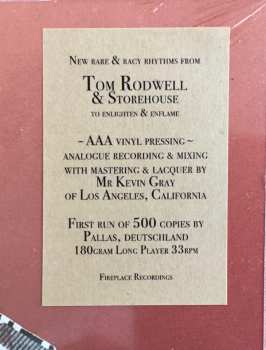 New rare & racy rhythms from
Tom Rodwell
& Storehouse
to enlighten & enflame
~ AAA vinyl pressing ~
analogue recording & mixing
with mastering & lacquer by
Mr Kevin Gray
of Los Angeles, California
First run of 500 copies by
Pallas, Deutschland
180gram Long Player 33rpm
Fireplace Recordings